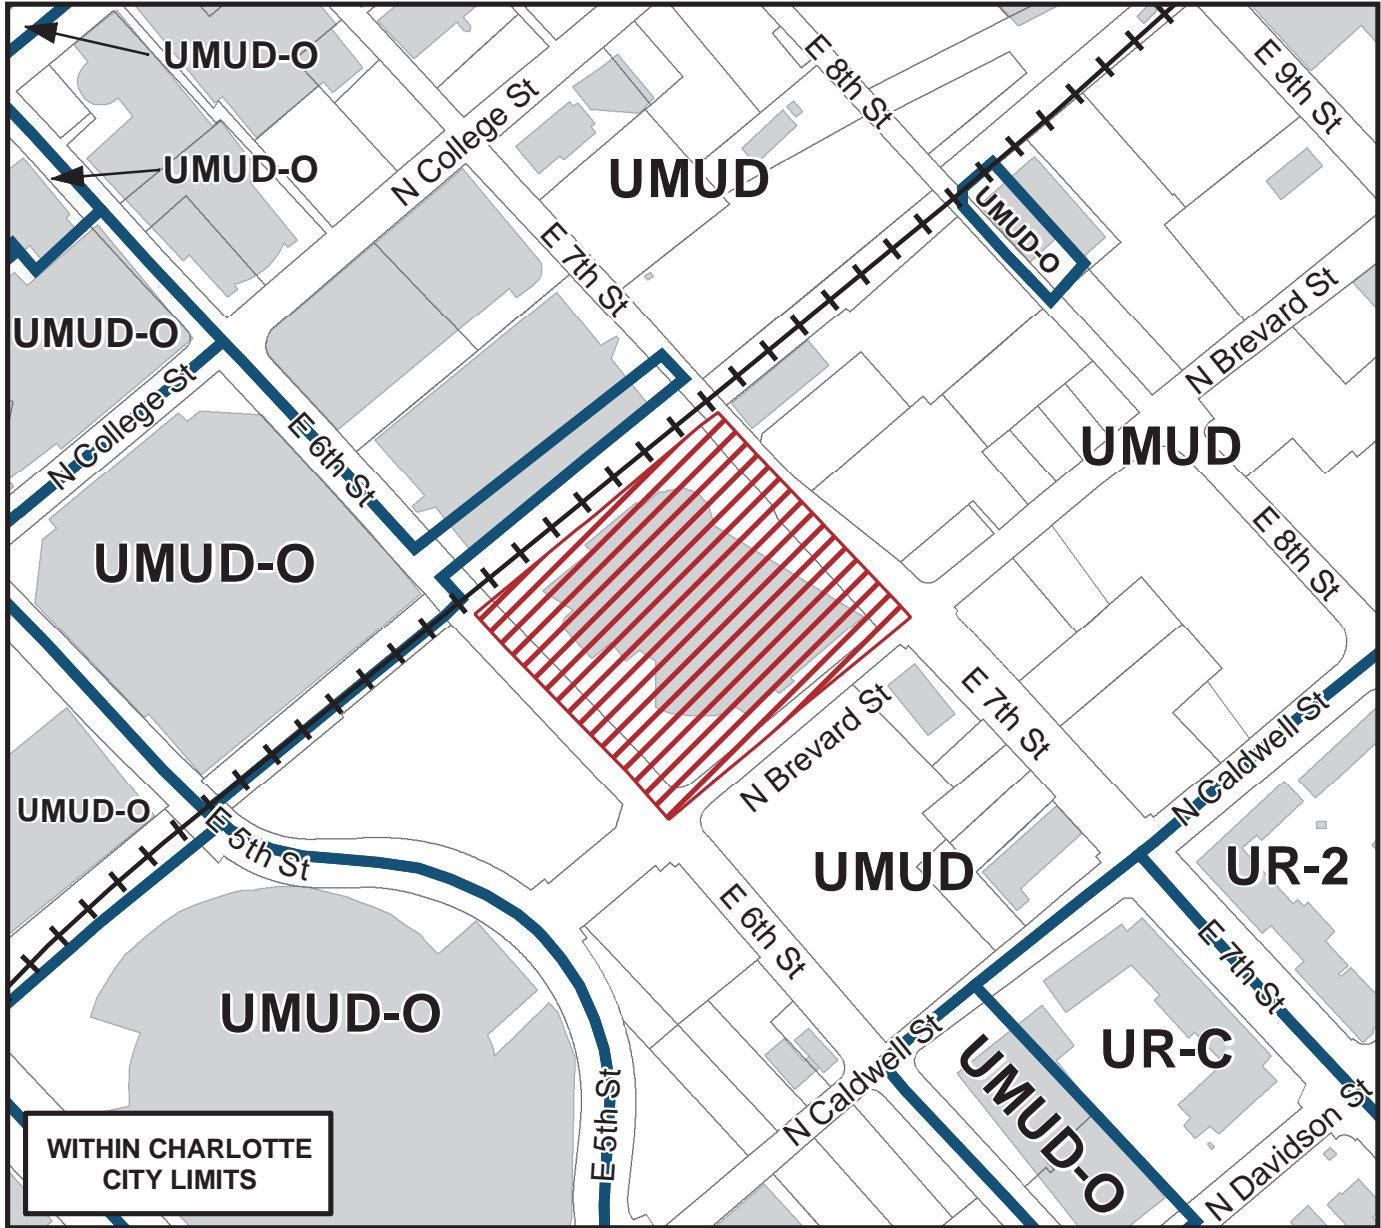 UMUD-O
E 8th St
E 9th St
N College St
UMUD-O
UMUD
UMUD-O
E 7th St
N Brevard St
UMUD-O
N College St
E 6th St
UMUD
UMUD-O
E 8th St
E 7th St
N Brevard St
N Caldwell St
UMUD-O
E 5th St
UMUD
UR-2
E 6th St
E 7th St
UMUD-O
UR-C
N Caldwell St
UMUD-O
E 5th St
N Davidson St
WITHIN CHARLOTTE
CITY LIMITS